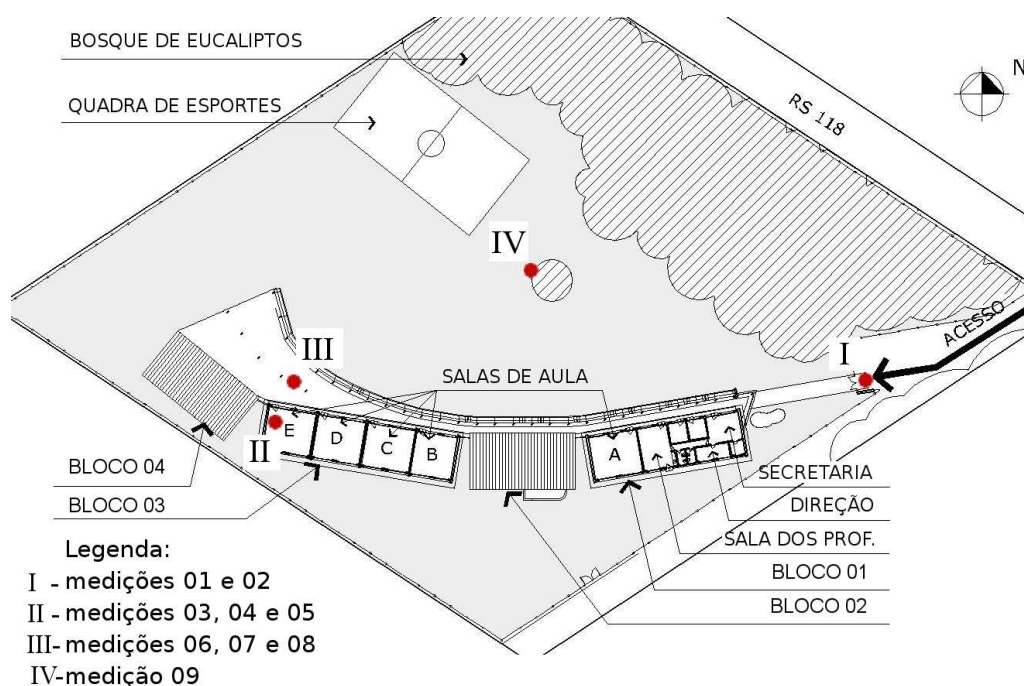 BOSQUE DE EUCALIPTOS
QUADRA DE ESPORTES
N
RS 118
IV
ACESSO
I
III
SALAS DE AULA
E
D
C
B
A
II
BLOCO 04
BLOCO 03
SECRETARIA
DIREÇÃO
SALA DOS PROF.
BLOCO 01
BLOCO 02
Legenda:
I - medições 01 e 02
II - medições 03, 04 e 05
III- medições 06, 07 e 08
IV-medição 09